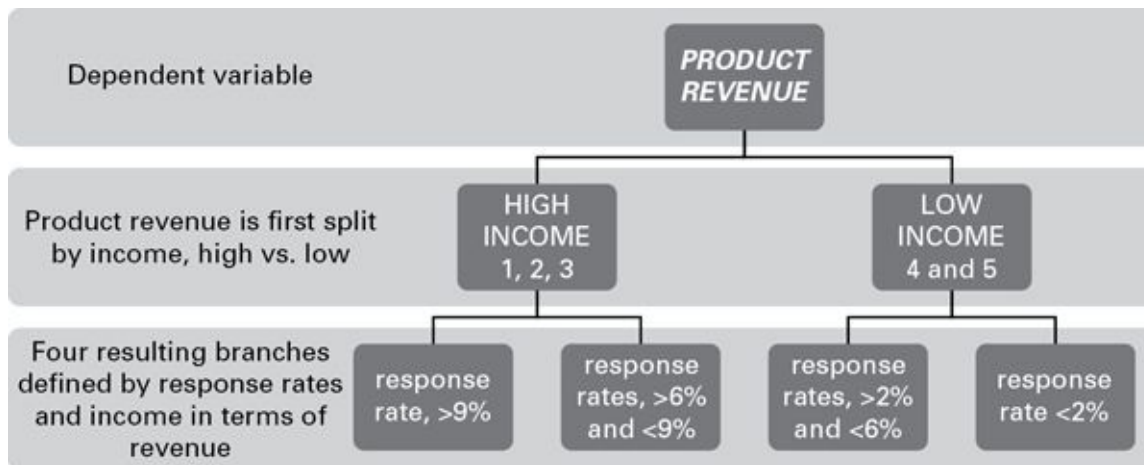 Dependent variable
PRODUCT
REVENUE
Product revenue is first split
by income, high vs. low
HIGH
INCOME
1, 2, 3
LOW
INCOME
4 and 5
Four resulting branches
defined by response rates
and income in terms of
revenue
response
rate, >9%
response
rates, >6%
and <9%
response
rates, >2%
and <6%
response
rate <2%